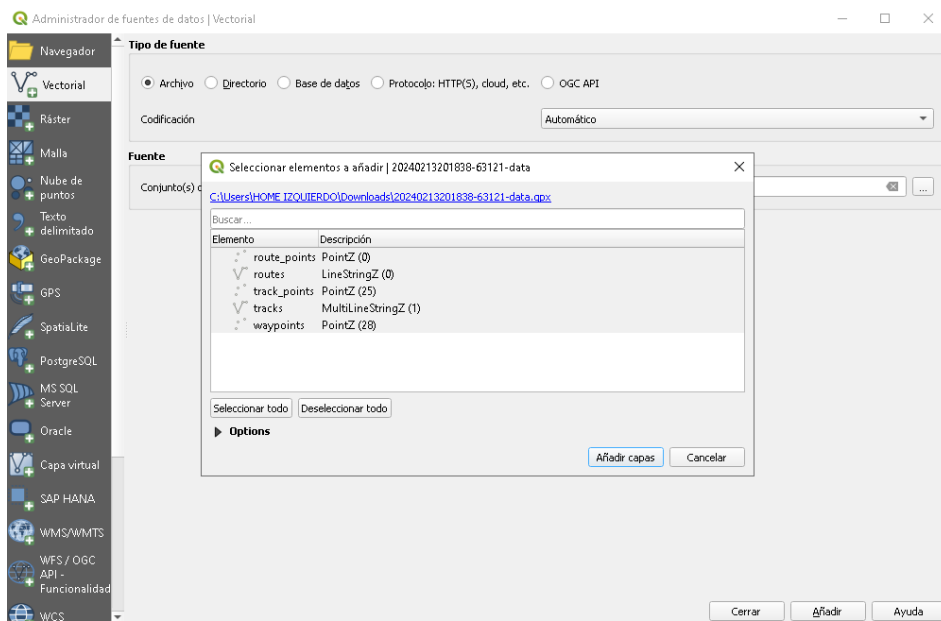 Administrador de fuentes de datos | Vectorial
Navegador
Vectorial
Ráster
Malla
Nube de
puntos
Texto
delimitado
GeoPackage
GPS
SpatiaLite
PostgreSQL
MS SQL
Server
Oracle
Capa virtual
SAP HANA
WMS/WMTS
WFS / OGC
API -
Funcionalidad
WCS
Tipo de fuente
Archivo Directorio Base de datos Protocolo: HTTP(S), cloud, etc. OGC API
Codificación Automático
Fuente
Conjunto(s) d
...
Seleccionar elementos a añadir | 20240213201838-63121-data
C:\Users\HOME IZQUIERDO\Downloads\20240213201838-63121-data.gpx
Buscar...
Elemento Descripción
route_points PointZ (0)
routes LineStringZ (0)
track_points PointZ (25)
tracks MultiLineStringZ (1)
waypoints PointZ (28)
Seleccionar todo Deseleccionar todo
Options
Añadir capas Cancelar
Cerrar Añadir Ayuda